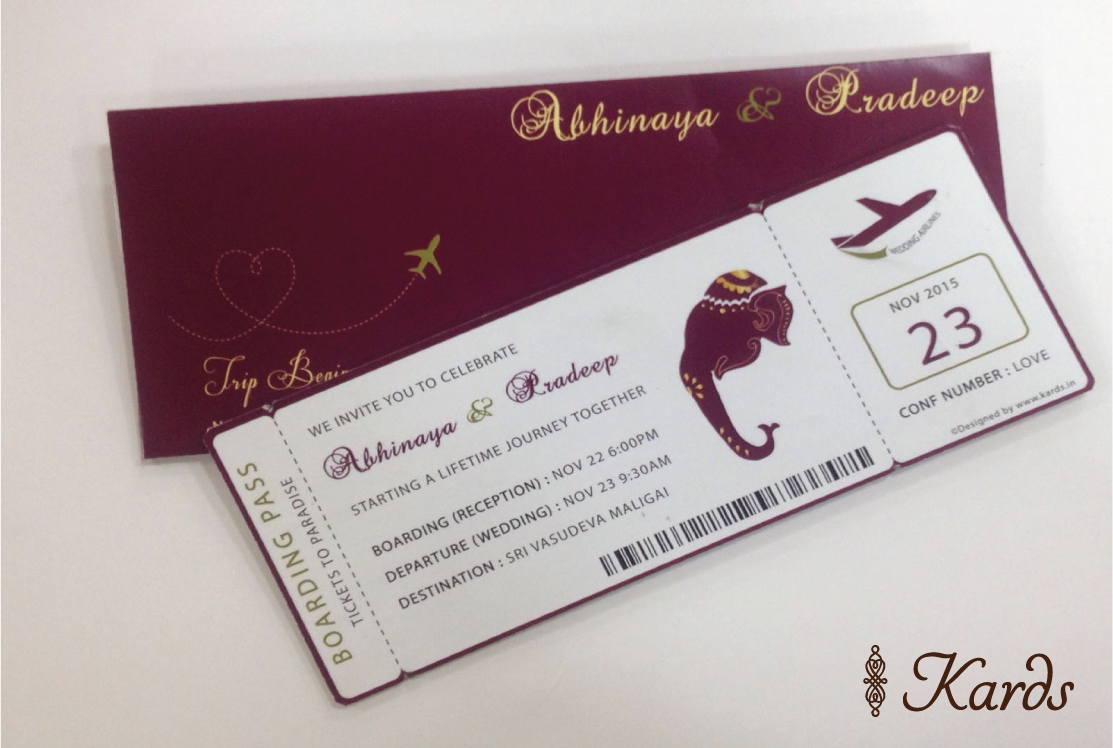 Abhinaya & Pradeep
Trip
BOARDING PASS
TICKETS TO PARADISE
WE INVITE YOU TO CELEBRATE
Abhinaya & Pradeep
STARTING A LIFETIME JOURNEY TOGETHER
BOARDING (RECEPTION) : NOV 22 6:00PM
DEPARTURE (WEDDING) : NOV 23 9:30AM
DESTINATION : SRI VASUDEVA MALIGAI
WEDDING AIRLINES
NOV 2015
23
CONF NUMBER : LOVE
©Designed by www.kards.in
Kards